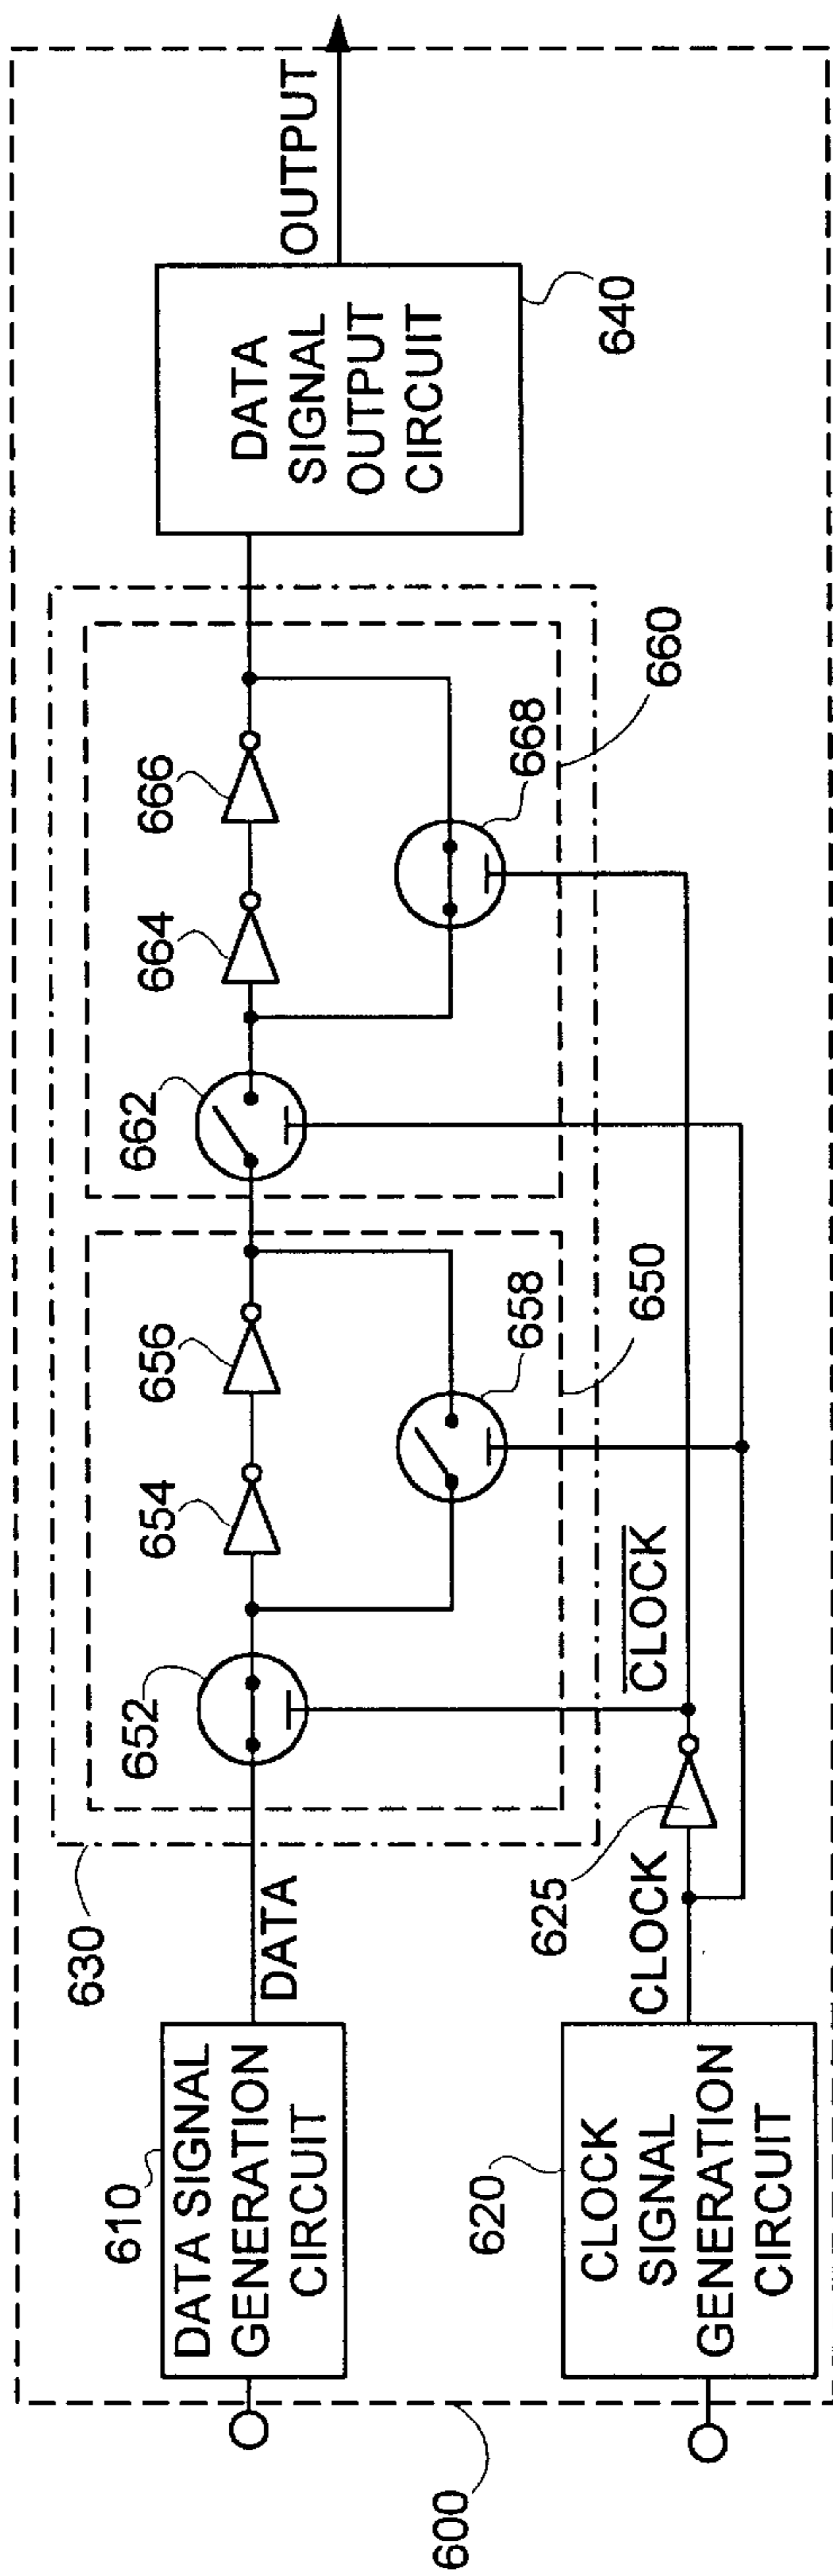 600
610
DATA SIGNAL
GENERATION
CIRCUIT
DATA
630
652
654
656
658
650
662
664
666
668
660
DATA
SIGNAL
OUTPUT
CIRCUIT
640
OUTPUT
620
CLOCK
SIGNAL
GENERATION
CIRCUIT
CLOCK
625
CLOCK